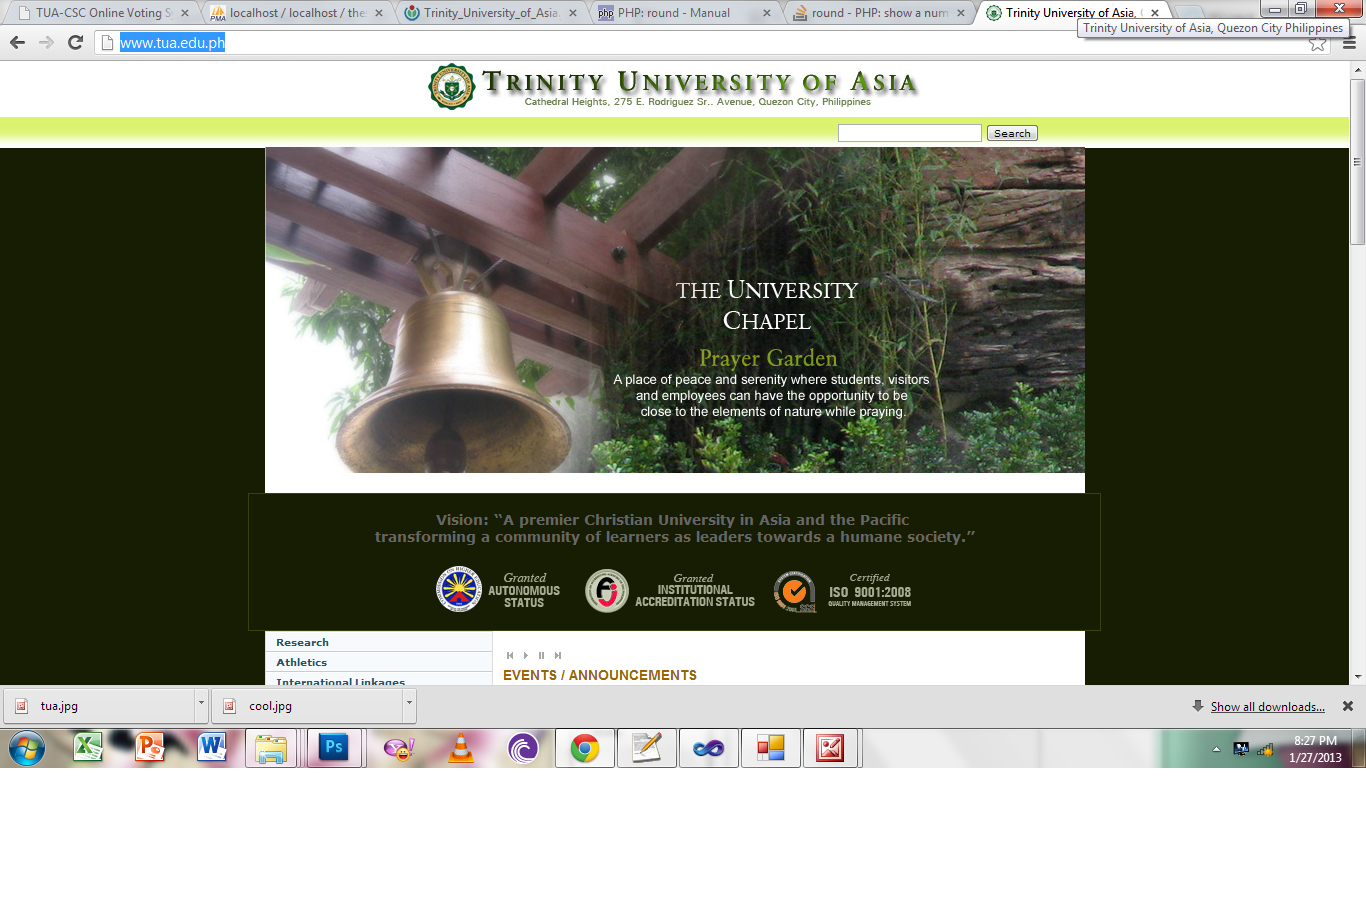 TUA-CSC Online Voting Sy
localhost / localhost / the
Trinity_University_of_Asia.
php PHP: round - Manual
round - PHP: show a num
Trinity University of Asia,
Trinity University of Asia, Quezon City Philippines
www.tua.edu.ph
TRINITY UNIVERSITY OF ASIA
Cathedral Heights, 275 E. Rodriguez Sr.. Avenue, Quezon City, Philippines
Search
THE UNIVERSITY
CHAPEL
Prayer Garden
A place of peace and serenity where students, visitors
and employees can have the opportunity to be
close to the elements of nature while praying.
Vision: “A premier Christian University in Asia and the Pacific
transforming a community of learners as leaders towards a humane society.”
Granted
AUTONOMOUS
STATUS
Granted
INSTITUTIONAL
ACCREDITATION STATUS
Certified
ISO 9001:2008
QUALITY MANAGEMENT SYSTEM
Research
Athletics
International Linkages
EVENTS / ANNOUNCEMENTS
tua.jpg
cool.jpg
Show all downloads...
Ps
8:27 PM
1/27/2013